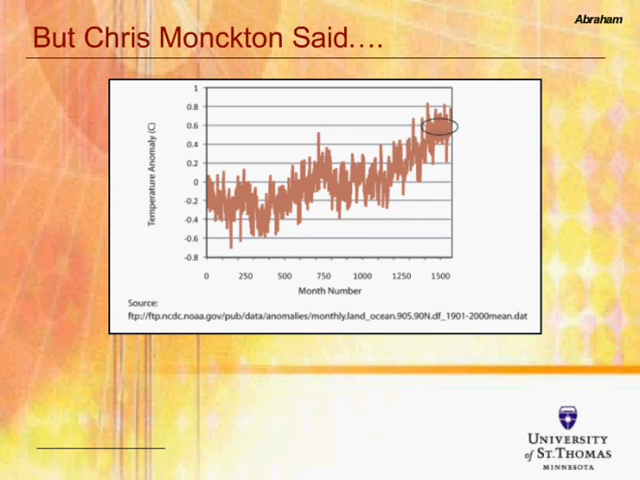 Abraham
But Chris Monckton Said....
1
0.8
0.6
0.4
0.2
0
-0.2
-0.4
-0.6
-0.8
Temperature Anomaly (C)
0 250 500 750 1000 1250 1500
Month Number
Source:
ftp://ftp.ncdc.noaa.gov/pub/data/anomalies/monthly.land_ocean.90S.90N.df_1901-2000mean.dat
UNIVERSITY
of ST. THOMAS
MINNESOTA